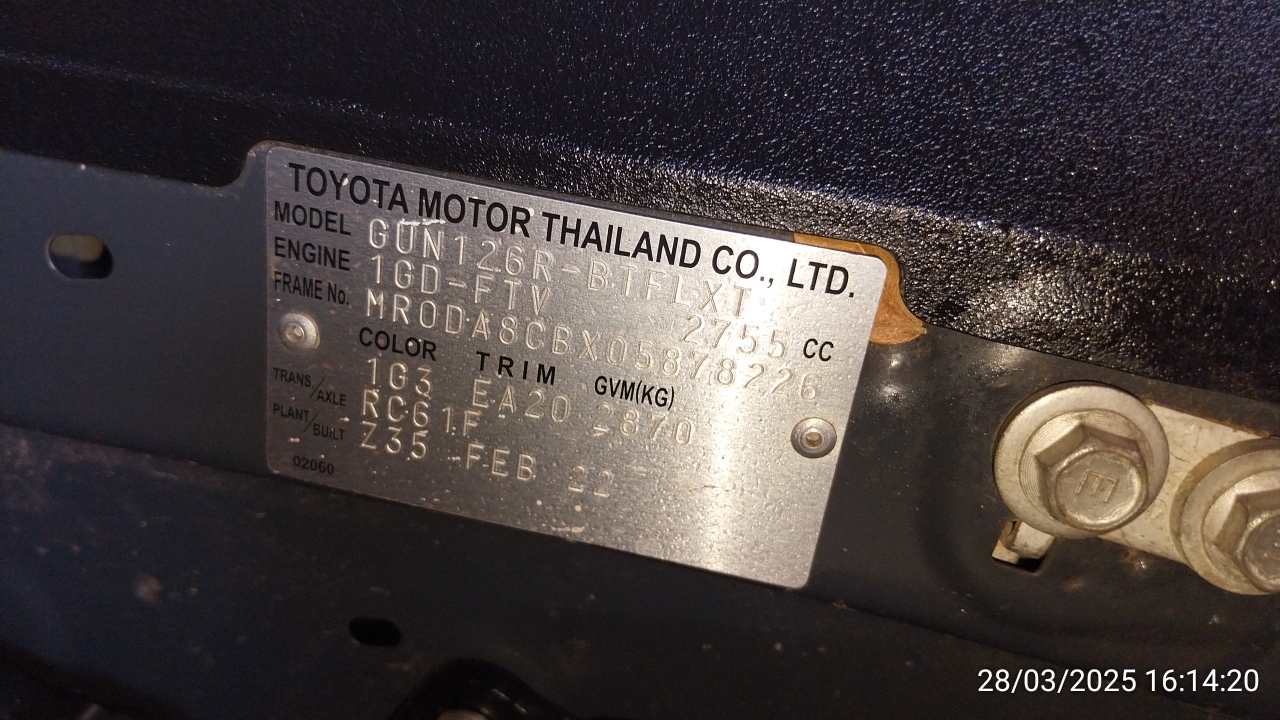 TOYOTA MOTOR THAILAND CO., LTD.
MODEL GUN126R-BTFLXT
ENGINE 1GD-FTV 2755 CC
FRAME No. MR0DA8CBX05878226
COLOR TRIM GVM(KG)
1G3 EA20 2870
TRANS./AXLE RC61F
PLANT/BUILT Z35 FEB 22
02060
E
28/03/2025 16:14:20